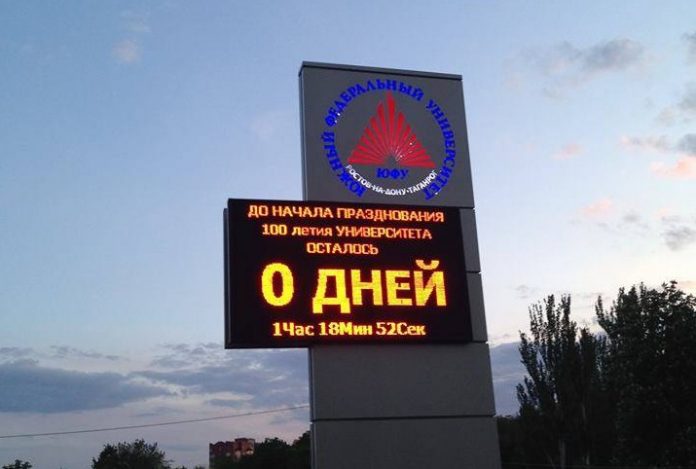 ЮЖНЫЙ ФЕДЕРАЛЬНЫЙ УНИВЕРСИТЕТ
ЮФУ
РОСТОВ-НА-ДОНУ•ТАГАНРОГ
ДО НАЧАЛА ПРАЗДНОВАНИЯ
100 летия УНИВЕРСИТЕТА
ОСТАЛОСЬ
0 ДНЕЙ
1Час 18Мин 52Сек